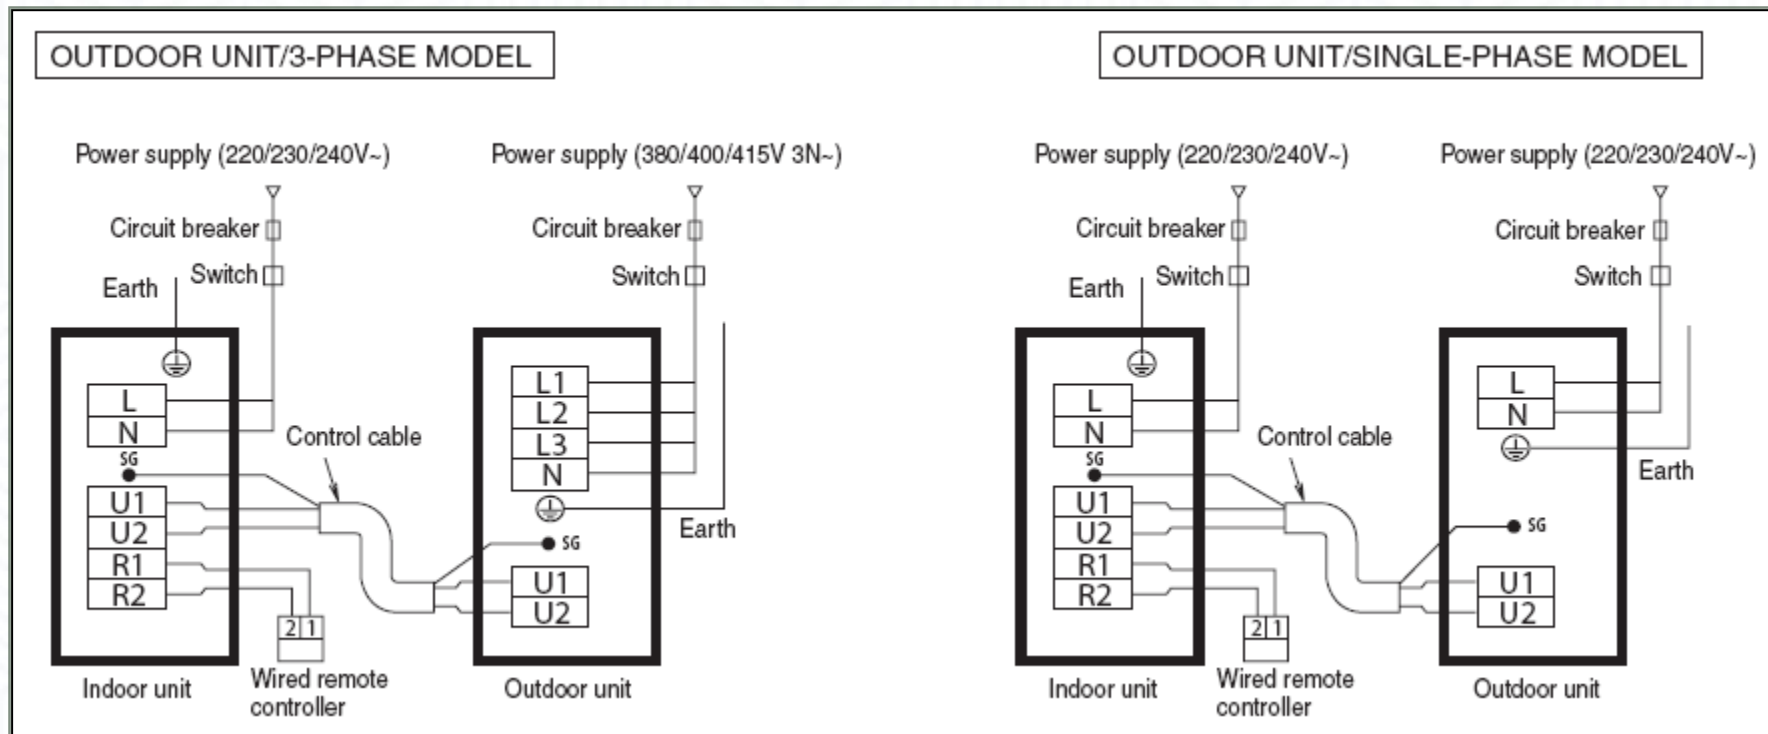 OUTDOOR UNIT/3-PHASE MODEL
Power supply (220/230/240V~)
Power supply (380/400/415V 3N~)
Circuit breaker
Circuit breaker
Switch
Switch
Earth
L
N
SG
U1
U2
R1
R2
Control cable
L1
L2
L3
N
Earth
SG
U1
U2
2 1
Indoor unit
Wired remote
controller
Outdoor unit
OUTDOOR UNIT/SINGLE-PHASE MODEL
Power supply (220/230/240V~)
Power supply (220/230/240V~)
Circuit breaker
Circuit breaker
Switch
Switch
Earth
L
N
SG
U1
U2
R1
R2
Control cable
L
N
Earth
SG
U1
U2
2 1
Indoor unit
Wired remote
controller
Outdoor unit